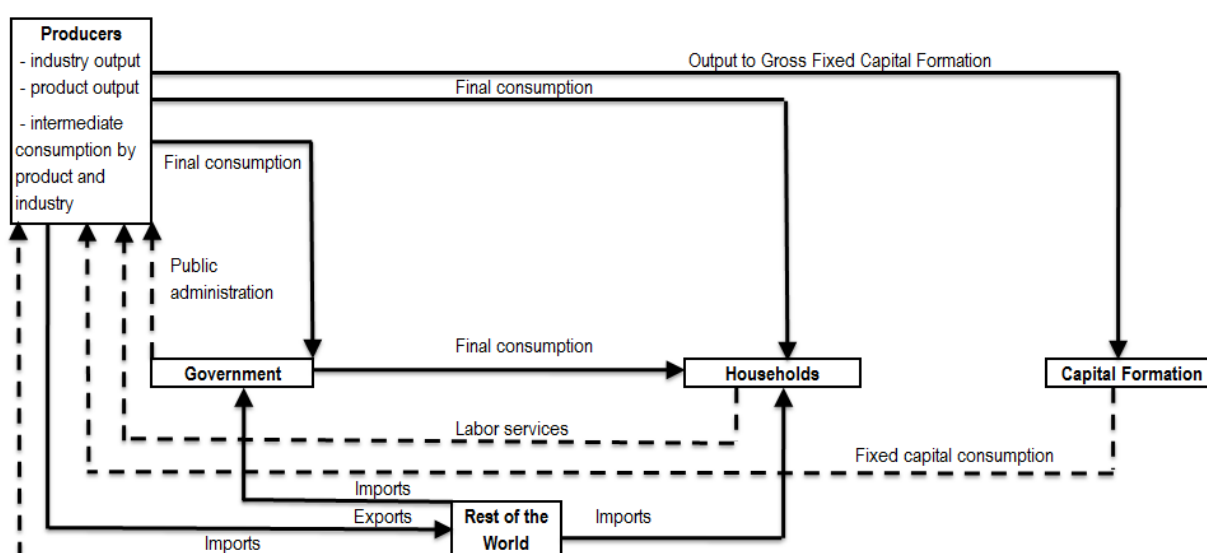 Producers
- industry output
- product output
- intermediate
consumption by
product and
industry
Output to Gross Fixed Capital Formation
Final consumption
Final consumption
Public
administration
Final consumption
Government
Households
Capital Formation
Labor services
Fixed capital consumption
Imports
Exports
Rest of the
World
Imports
Imports